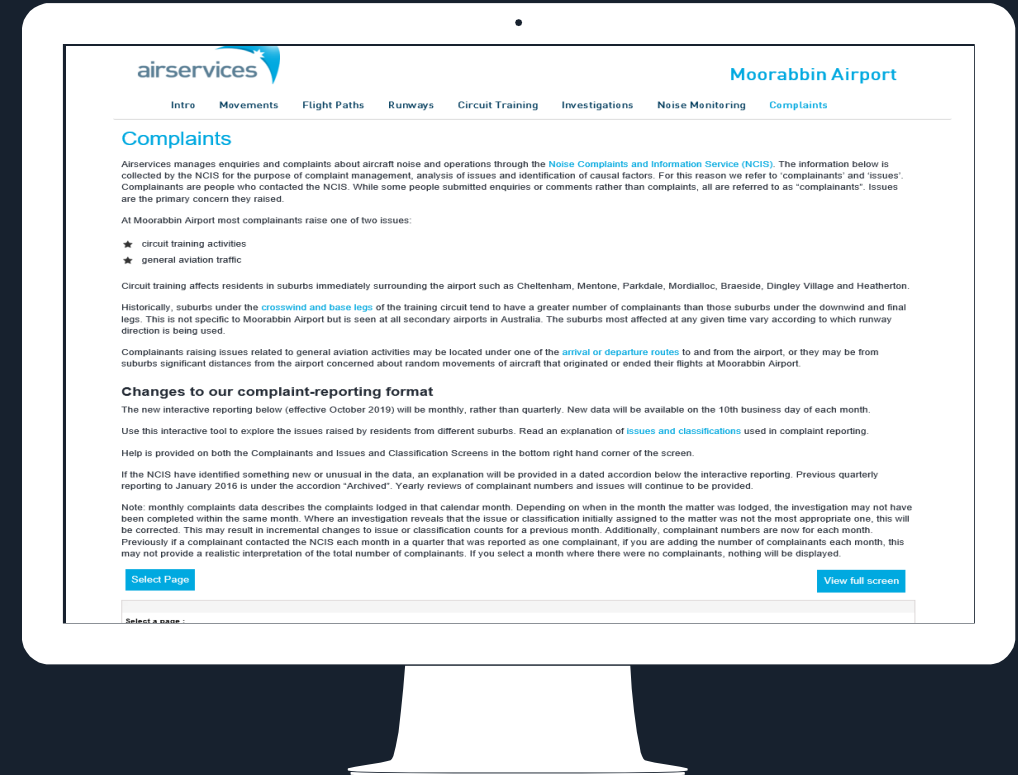 airservices
Moorabbin Airport
Intro Movements Flight Paths Runways Circuit Training Investigations Noise Monitoring Complaints
Complaints
Airservices manages enquiries and complaints about aircraft noise and operations through the Noise Complaints and Information Service (NCIS). The information below is
collected by the NCIS for the purpose of complaint management, analysis of issues and identification of causal factors. For this reason we refer to 'complainants' and 'issues'.
Complainants are people who contacted the NCIS. While some people submitted enquiries or comments rather than complaints, all are referred to as "complainants". Issues
are the primary concern they raised.
At Moorabbin Airport most complainants raise one of two issues:
circuit training activities
general aviation traffic
Circuit training affects residents in suburbs immediately surrounding the airport such as Cheltenham, Mentone, Parkdale, Mordialloc, Braeside, Dingley Village and Heatherton.
Historically, suburbs under the crosswind and base legs of the training circuit tend to have a greater number of complainants than those suburbs under the downwind and final
legs. This is not specific to Moorabbin Airport but is seen at all secondary airports in Australia. The suburbs most affected at any given time vary according to which runway
direction is being used.
Complainants raising issues related to general aviation activities may be located under one of the arrival or departure routes to and from the airport, or they may be from
suburbs significant distances from the airport concerned about random movements of aircraft that originated or ended their flights at Moorabbin Airport.
Changes to our complaint-reporting format
The new interactive reporting below (effective October 2019) will be monthly, rather than quarterly. New data will be available on the 10th business day of each month.
Use this interactive tool to explore the issues raised by residents from different suburbs. Read an explanation of issues and classifications used in complaint reporting.
Help is provided on both the Complainants and Issues and Classification Screens in the bottom right hand corner of the screen.
If the NCIS have identified something new or unusual in the data, an explanation will be provided in a dated accordion below the interactive reporting. Previous quarterly
reporting to January 2016 is under the accordion "Archived". Yearly reviews of complainant numbers and issues will continue to be provided.
Note: monthly complaints data describes the complaints lodged in that calendar month. Depending on when in the month the matter was lodged, the investigation may not have
been completed within the same month. Where an investigation reveals that the issue or classification initially assigned to the matter was not the most appropriate one, this will
be corrected. This may result in incremental changes to issue or classification counts for a previous month. Additionally, complainant numbers are now for each month.
Previously if a complainant contacted the NCIS each month in a quarter that was reported as one complainant, if you are adding the number of complainants each month, this
may not provide a realistic interpretation of the total number of complainants. If you select a month where there were no complainants, nothing will be displayed.
Select Page
View full screen
Select a page :